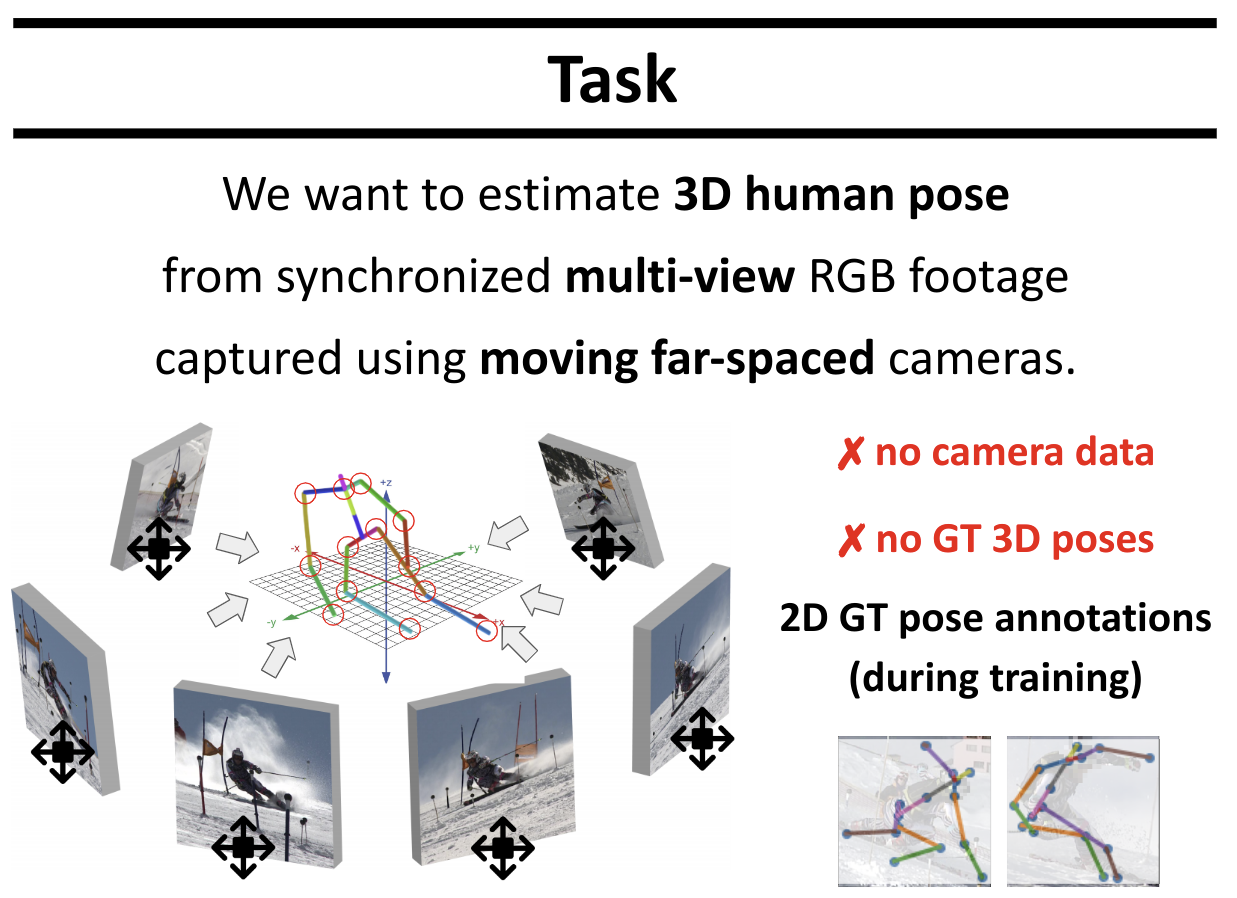 Task
We want to estimate 3D human pose
from synchronized multi-view RGB footage
captured using moving far-spaced cameras.
✗ no camera data
✗ no GT 3D poses
2D GT pose annotations
(during training)
+z
-x
+y
-y
+x